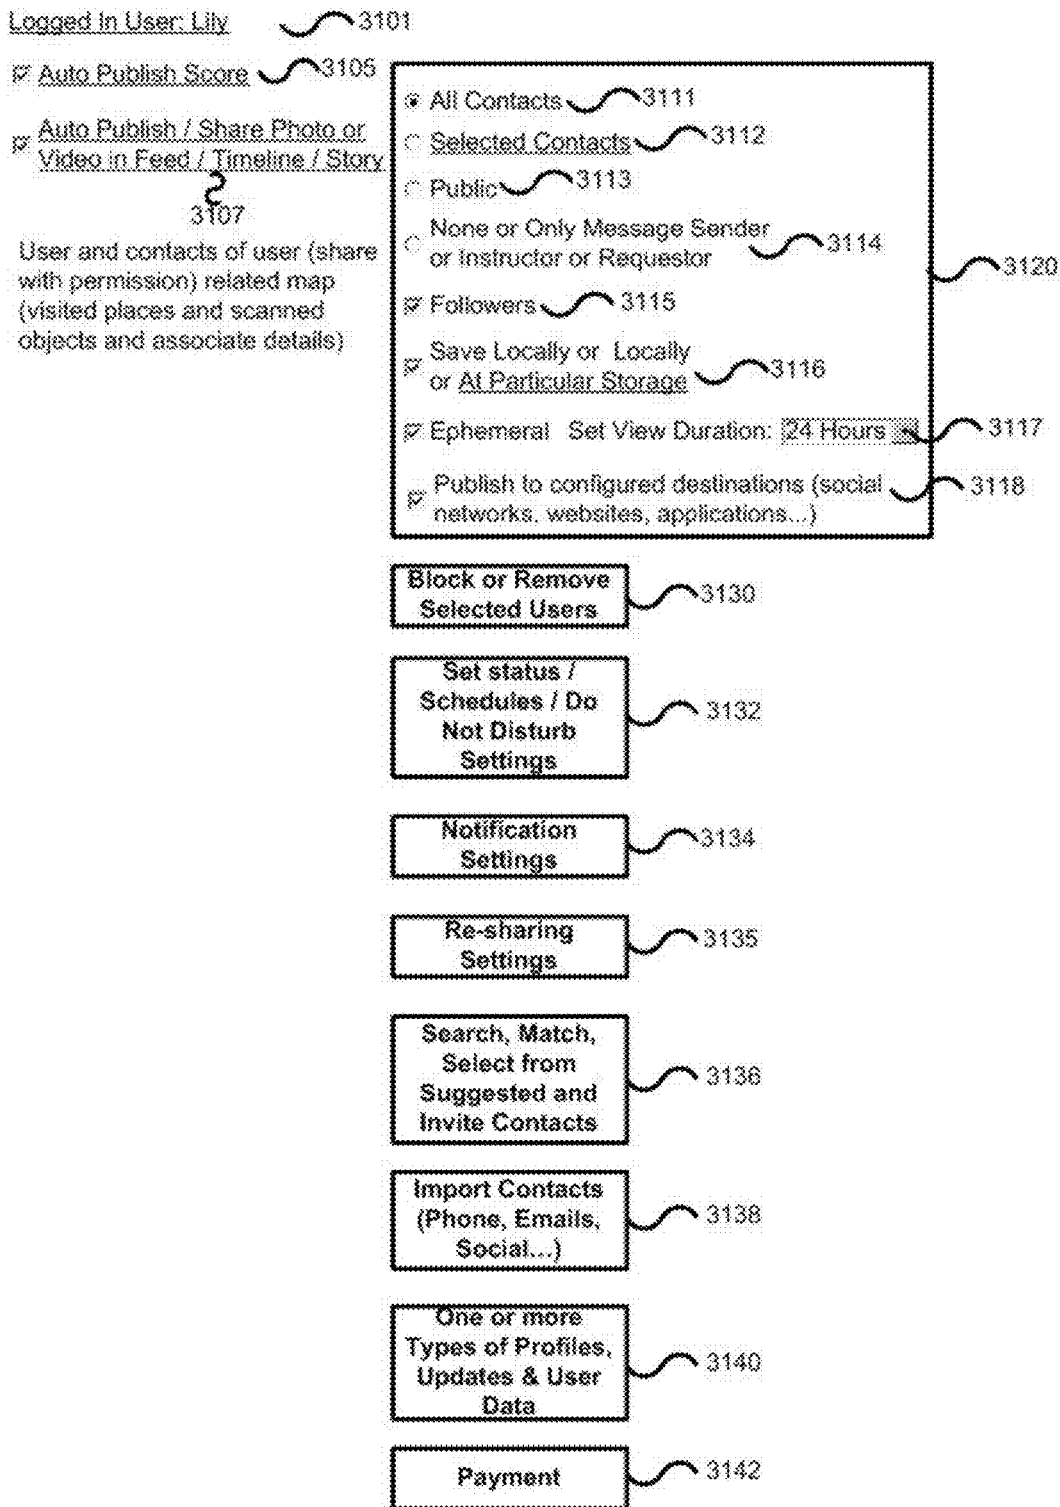 Logged In User: Lily
3101
Auto Publish Score
3105
Auto Publish / Share Photo or
Video in Feed / Timeline / Story
3107
User and contacts of user (share
with permission) related map
(visited places and scanned
objects and associate details)
All Contacts
3111
Selected Contacts
3112
Public
3113
None or Only Message Sender
or Instructor or Requestor
3114
Followers
3115
Save Locally or Locally
or At Particular Storage
3116
Ephemeral Set View Duration: 24 Hours
3117
Publish to configured destinations (social
networks, websites, applications...)
3118
3120
Block or Remove
Selected Users
3130
Set status /
Schedules / Do
Not Disturb
Settings
3132
Notification
Settings
3134
Re-sharing
Settings
3135
Search, Match,
Select from
Suggested and
Invite Contacts
3136
Import Contacts
(Phone, Emails,
Social...)
3138
One or more
Types of Profiles,
Updates & User
Data
3140
Payment
3142